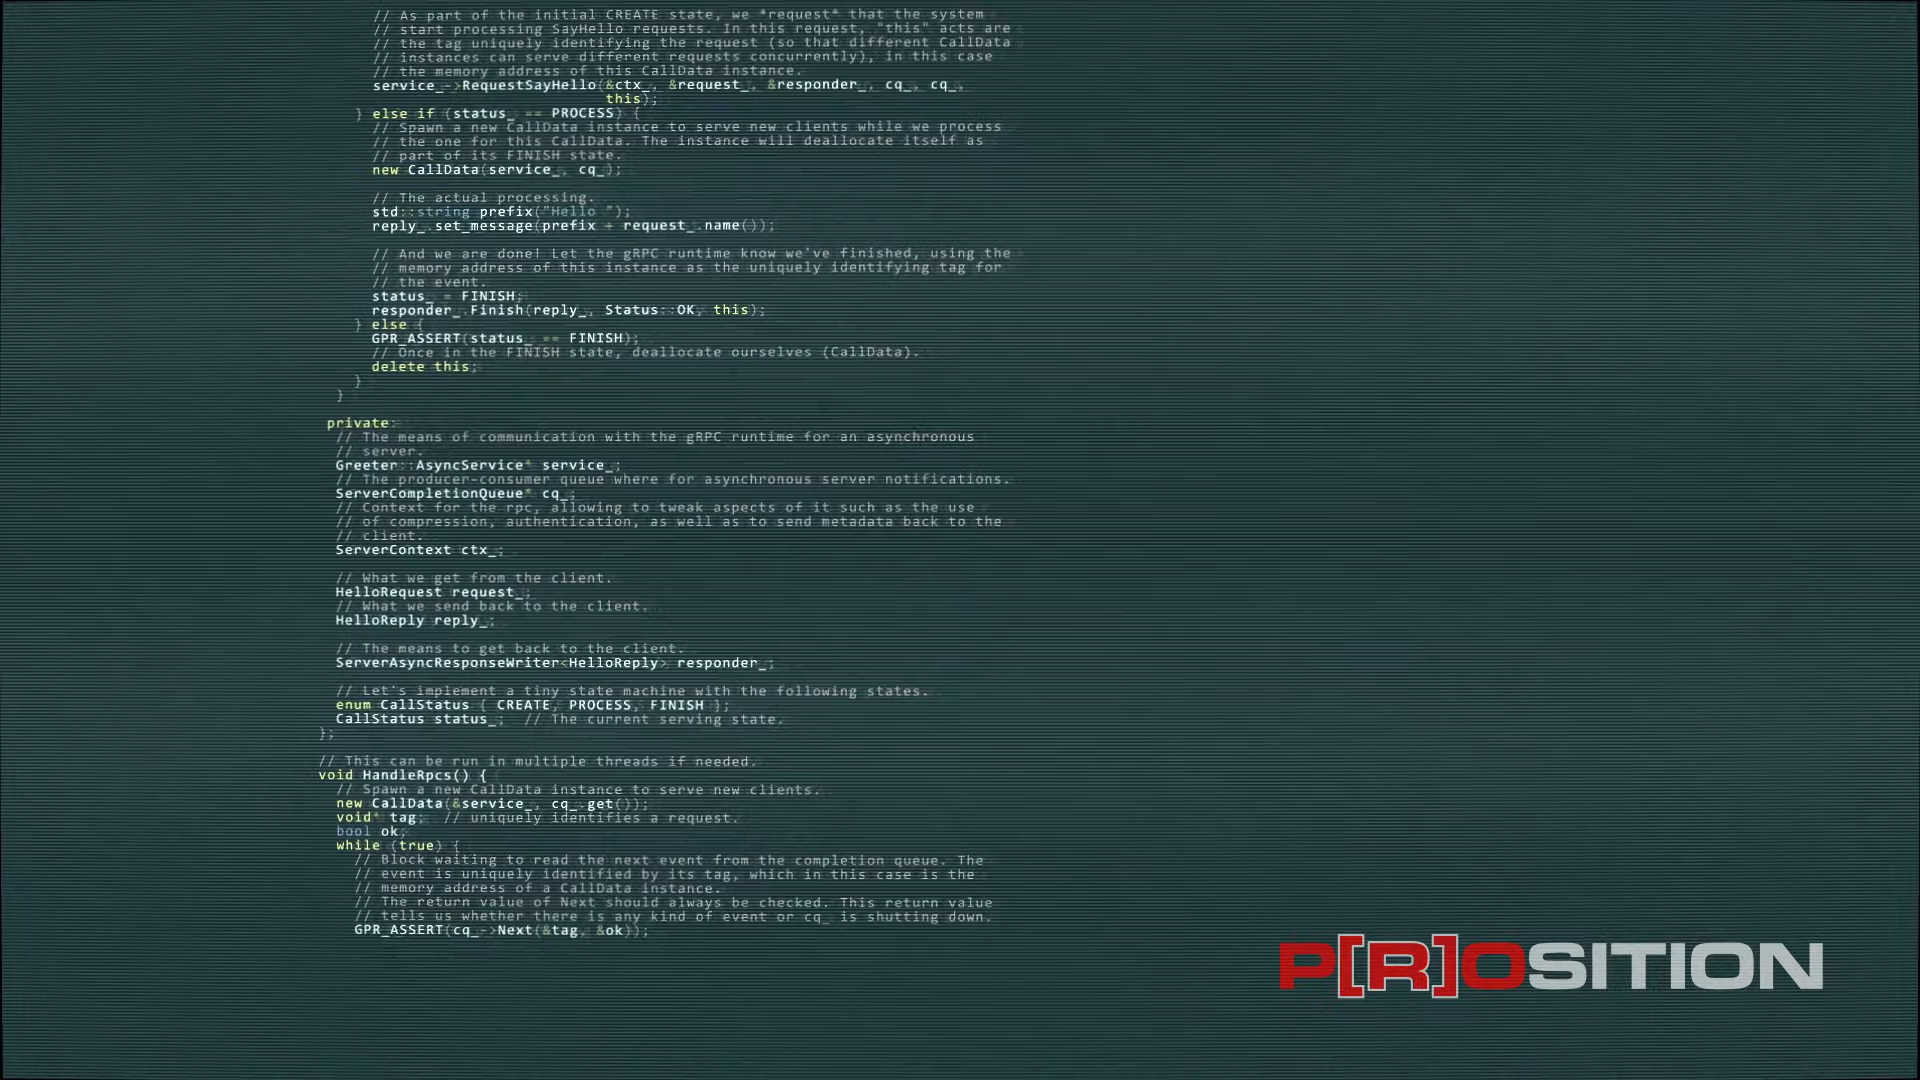 // As part of the initial CREATE state, we *request* that the system
// start processing SayHello requests. In this request, "this" acts are
// the tag uniquely identifying the request (so that different CallData
// instances can serve different requests concurrently), in this case
// the memory address of this CallData instance.
service_->RequestSayHello(&ctx_, &request_, &responder_, cq_, cq_,
this);
} else if (status_ == PROCESS) {
// Spawn a new CallData instance to serve new clients while we process
// the one for this CallData. The instance will deallocate itself as
// part of its FINISH state.
new CallData(service_, cq_);
// The actual processing.
std::string prefix("Hello ");
reply_.set_message(prefix + request_.name());
// And we are done! Let the gRPC runtime know we've finished, using the
// memory address of this instance as the uniquely identifying tag for
// the event.
status_ = FINISH;
responder_.Finish(reply_, Status::OK, this);
} else {
GPR_ASSERT(status_ == FINISH);
// Once in the FINISH state, deallocate ourselves (CallData).
delete this;
}
}
private:
// The means of communication with the gRPC runtime for an asynchronous
// server.
Greeter::AsyncService* service_;
// The producer-consumer queue where for asynchronous server notifications.
ServerCompletionQueue* cq_;
// Context for the rpc, allowing to tweak aspects of it such as the use
// of compression, authentication, as well as to send metadata back to the
// client.
ServerContext ctx_;
// What we get from the client.
HelloRequest request_;
// What we send back to the client.
HelloReply reply_;
// The means to get back to the client.
ServerAsyncResponseWriter<HelloReply> responder_;
// Let's implement a tiny state machine with the following states.
enum CallStatus { CREATE, PROCESS, FINISH };
CallStatus status_; // The current serving state.
};
// This can be run in multiple threads if needed.
void HandleRpcs() {
// Spawn a new CallData instance to serve new clients.
new CallData(&service_, cq_.get());
void* tag; // uniquely identifies a request.
bool ok;
while (true) {
// Block waiting to read the next event from the completion queue. The
// event is uniquely identified by its tag, which in this case is the
// memory address of a CallData instance.
// The return value of Next should always be checked. This return value
// tells us whether there is any kind of event or cq_ is shutting down.
GPR_ASSERT(cq_->Next(&tag, &ok));
P[R]OSITION